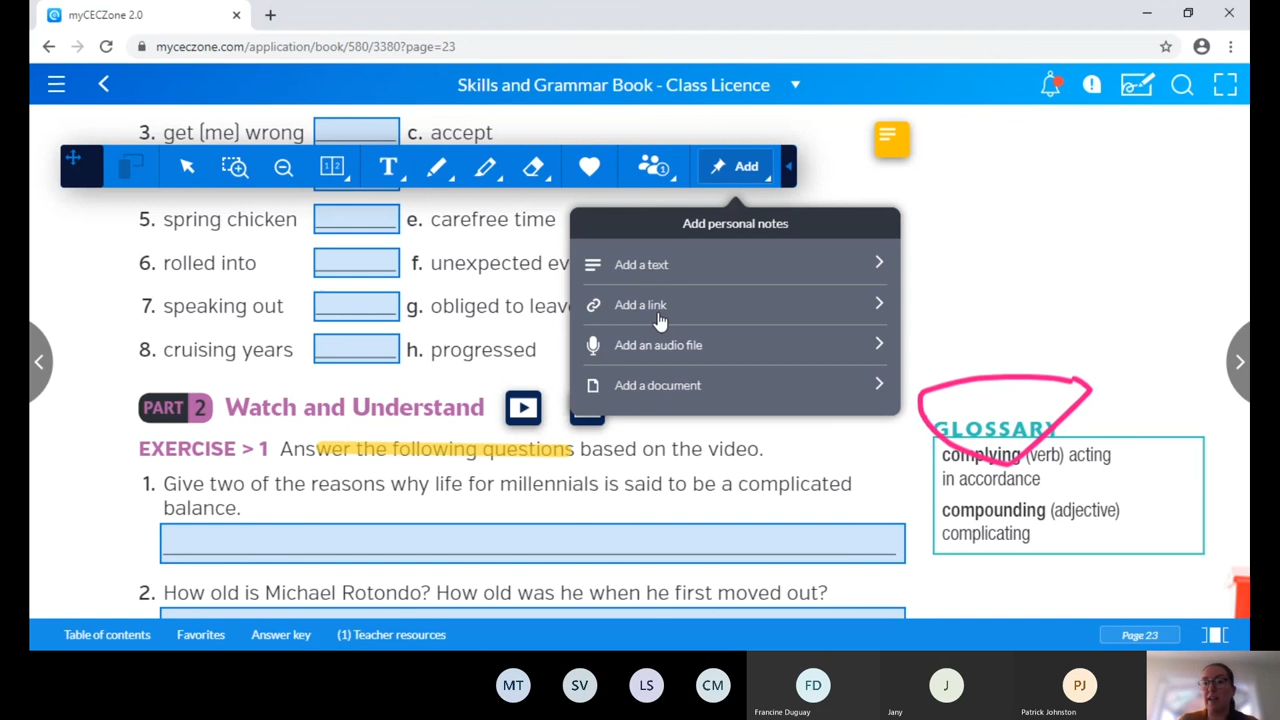 myCECZone 2.0
myceczone.com/application/book/580/3380?page=23
Skills and Grammar Book - Class Licence
3. get (me) wrong c. accept
1 2 T 1 Add
5. spring chicken e. carefree time
Add personal notes
6. rolled into f. unexpected ev
Add a text
7. speaking out g. obliged to leav
Add a link
8. cruising years h. progressed
Add an audio file
Add a document
PART 2 Watch and Understand
EXERCISE > 1 Answer the following questions based on the video.
1. Give two of the reasons why life for millennials is said to be a complicated
balance.
2. How old is Michael Rotondo? How old was he when he first moved out?
GLOSSARY
complying (verb) acting
in accordance
compounding (adjective)
complicating
Table of contents Favorites Answer key (1) Teacher resources Page 23
MT SV LS CM FD J PJ
Francine Duguay Jany Patrick Johnston